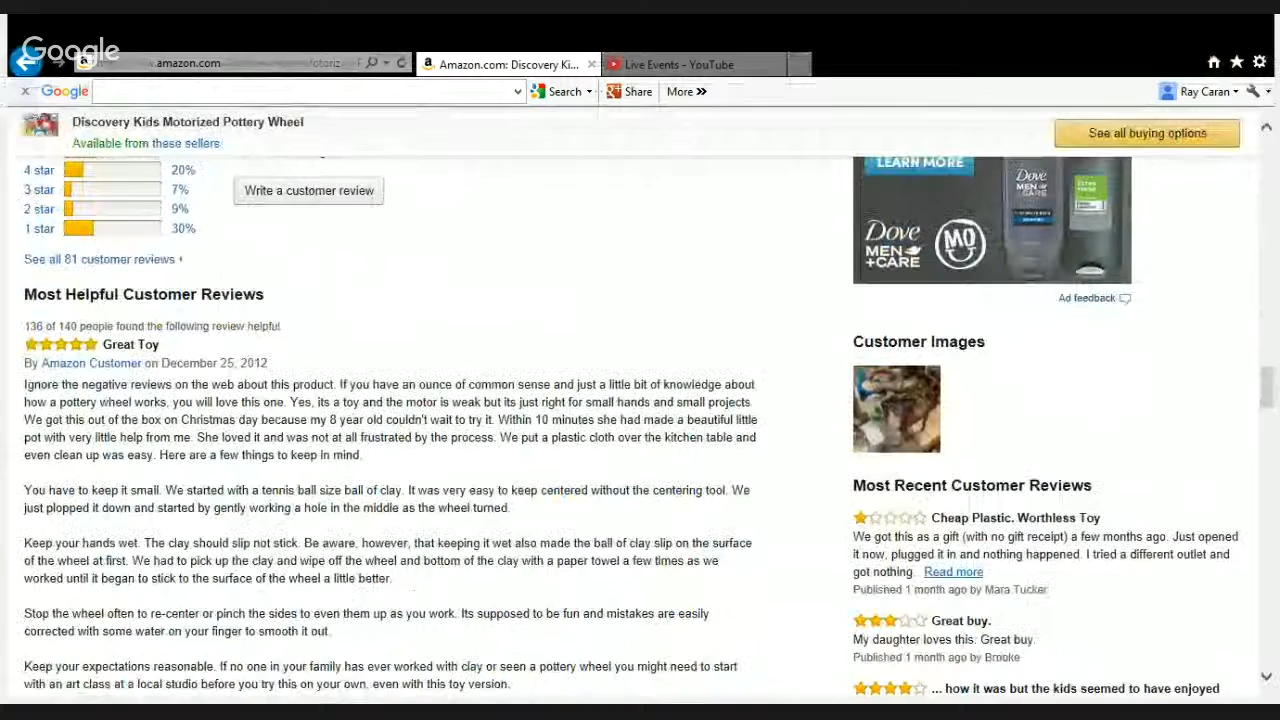 Google
amazon.com
fotoriz
Amazon.com: Discovery Ki...
Live Events - YouTube
x Google
Search
Share
More »
Ray Caran
Discovery Kids Motorized Pottery Wheel
Available from these sellers.
See all buying options
4 star 20%
3 star 7%
2 star 9%
1 star 30%
Write a customer review
See all 81 customer reviews
Most Helpful Customer Reviews
136 of 140 people found the following review helpful
Great Toy
By Amazon Customer on December 25, 2012
Ignore the negative reviews on the web about this product. If you have an ounce of common sense and just a little bit of knowledge about
how a pottery wheel works, you will love this one. Yes, its a toy and the motor is weak but its just right for small hands and small projects.
We got this out of the box on Christmas day because my 8 year old couldn't wait to try it. Within 10 minutes she had made a beautiful little
pot with very little help from me. She loved it and was not at all frustrated by the process. We put a plastic cloth over the kitchen table and
even clean up was easy. Here are a few things to keep in mind.
You have to keep it small. We started with a tennis ball size ball of clay. It was very easy to keep centered without the centering tool. We
just plopped it down and started by gently working a hole in the middle as the wheel turned.
Keep your hands wet. The clay should slip not stick. Be aware, however, that keeping it wet also made the ball of clay slip on the surface
of the wheel at first. We had to pick up the clay and wipe off the wheel and bottom of the clay with a paper towel a few times as we
worked until it began to stick to the surface of the wheel a little better.
Stop the wheel often to re-center or pinch the sides to even them up as you work. Its supposed to be fun and mistakes are easily
corrected with some water on your finger to smooth it out.
Keep your expectations reasonable. If no one in your family has ever worked with clay or seen a pottery wheel you might need to start
with an art class at a local studio before you try this on your own, even with this toy version.
LEARN MORE
Dove
MEN
+CARE
MO
U
Dove
MEN+CARE
Ad feedback
Customer Images
Most Recent Customer Reviews
Cheap Plastic. Worthless Toy
We got this as a gift (with no gift receipt) a few months ago. Just opened
it now, plugged it in and nothing happened. I tried a different outlet and
got nothing. Read more
Published 1 month ago by Mara Tucker
Great buy.
My daughter loves this. Great buy.
Published 1 month ago by Brooke
... how it was but the kids seemed to have enjoyed